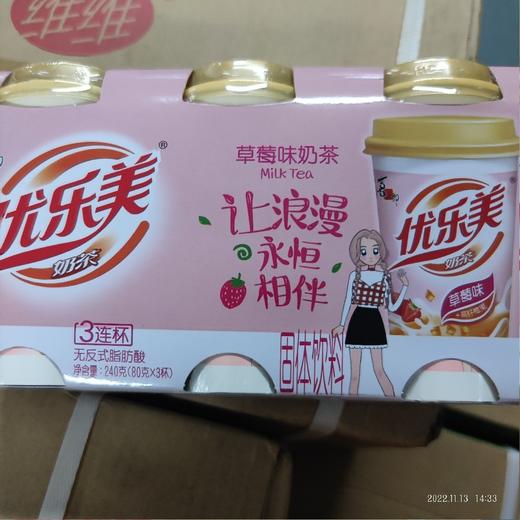 草莓味奶茶
Milk Tea
让浪漫
永恒
相伴
优乐美®
奶茶
3连杯
无反式脂肪酸
净含量：240克(80克×3杯)
固体饮料
优乐美
奶茶
草莓味
2022.11.13 14:33